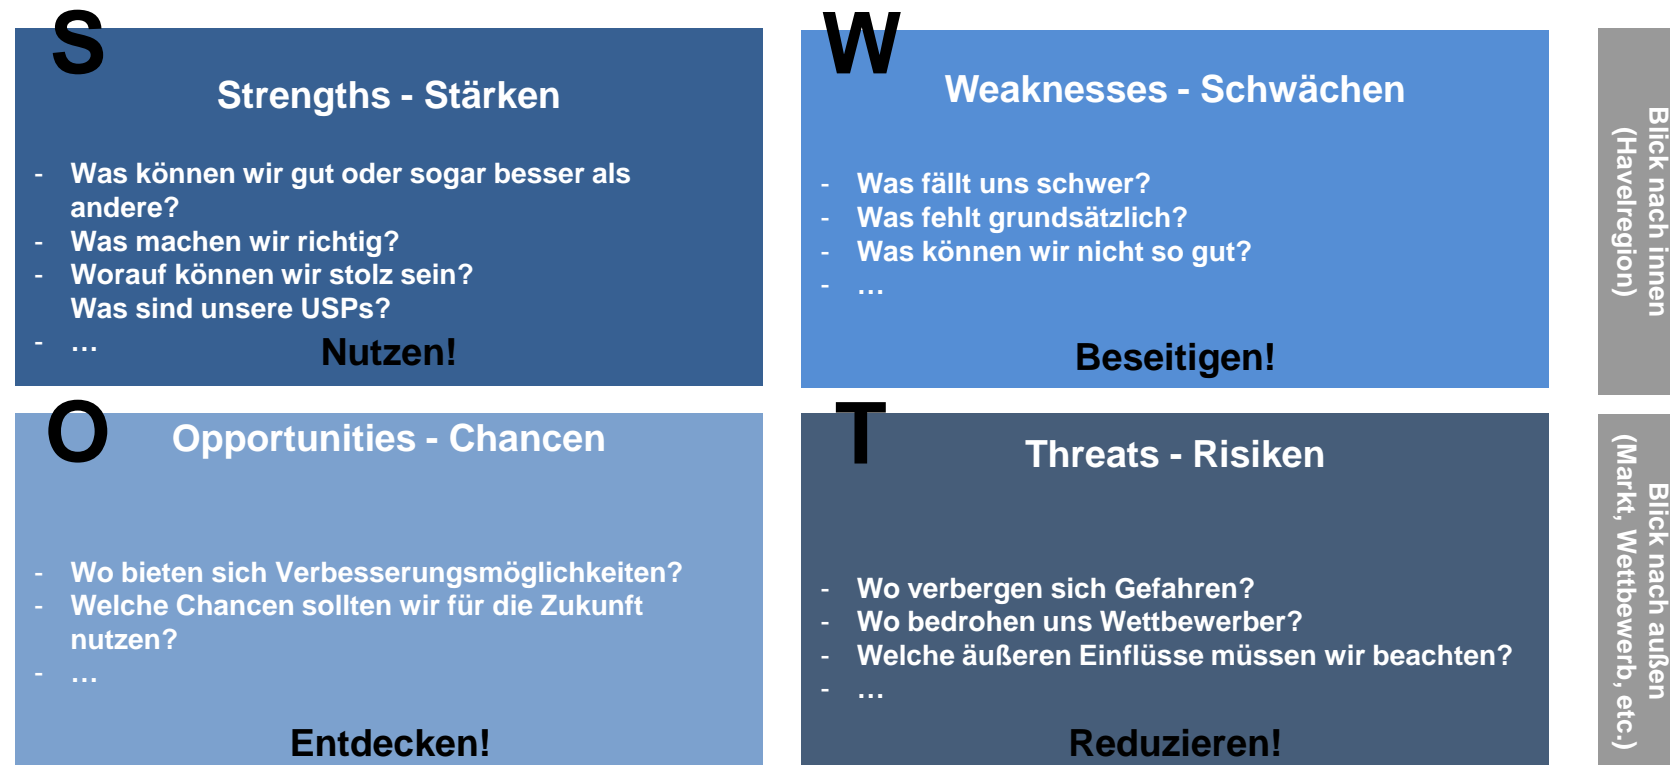 S
Strengths - Stärken
- Was können wir gut oder sogar besser als
andere?
- Was machen wir richtig?
- Worauf können wir stolz sein?
Was sind unsere USPs?
- …
Nutzen!
W
Weaknesses - Schwächen
- Was fällt uns schwer?
- Was fehlt grundsätzlich?
- Was können wir nicht so gut?
- …
Beseitigen!
Blick nach innen
(Havelregion)
O
Opportunities - Chancen
- Wo bieten sich Verbesserungsmöglichkeiten?
- Welche Chancen sollten wir für die Zukunft
nutzen?
- …
Entdecken!
T
Threats - Risiken
- Wo verbergen sich Gefahren?
- Wo bedrohen uns Wettbewerber?
- Welche äußeren Einflüsse müssen wir beachten?
- …
Reduzieren!
Blick nach außen
(Markt, Wettbewerb, etc.)